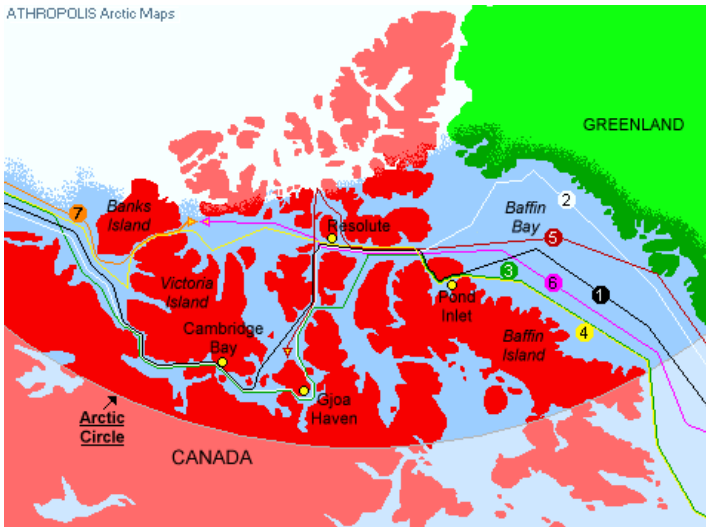 ATHROPOLIS Arctic Maps
GREENLAND
2
7
Banks
Island
Baffin
Bay
Resolute
5
3
6
1
Victoria
Island
Pond
Inlet
4
Cambridge
Bay
Baffin
Island
Gjoa
Haven
Arctic
Circle
CANADA